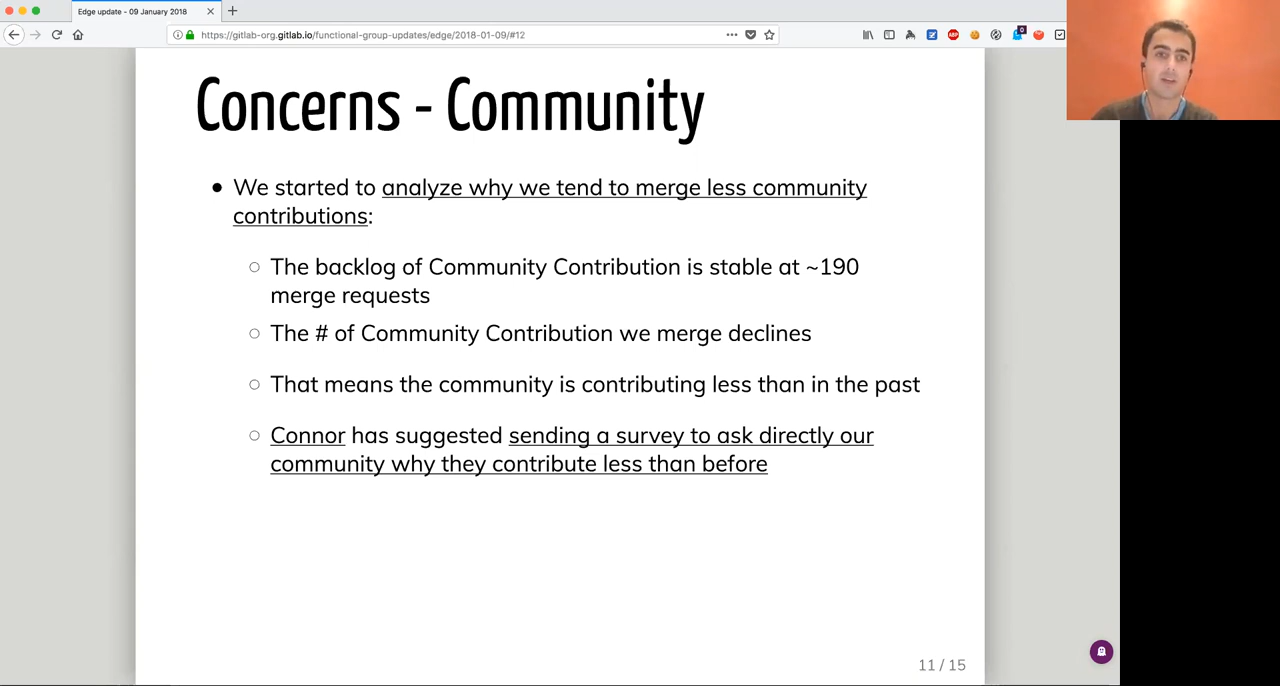 Edge update - 09 January 2018
https://gitlab-org.gitlab.io/functional-group-updates/edge/2018-01-09/#12
ABP
0
Concerns - Community
We started to analyze why we tend to merge less community
contributions:
The backlog of Community Contribution is stable at ~190
merge requests
The # of Community Contribution we merge declines
That means the community is contributing less than in the past
Connor has suggested sending a survey to ask directly our
community why they contribute less than before
11 / 15